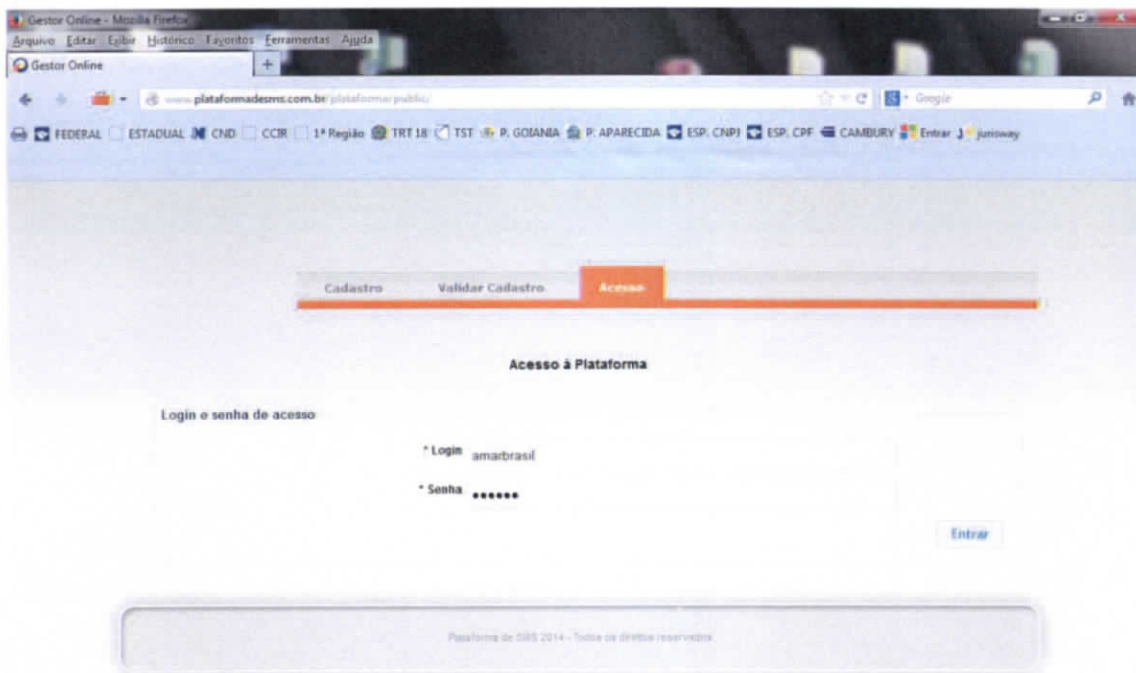 Gestor Online - Mozilla Firefox
Arquivo Editar Exibir Histórico Favoritos Ferramentas Ajuda
Gestor Online +
www.plataformadesms.com.br/plataforma/public/ Google
FEDERAL ESTADUAL CND CCIR 1ª Região TRT 18 TST P. GOIANIA P. APARECIDA ESP. CNPJ ESP. CPF CAMBURY Entrar jurisway
Cadastro Validar Cadastro Acesso
Acesso à Plataforma
Login e senha de acesso
* Login amarbrasil
* Senha ••••••
Entrar
Plataforma de SMS 2014 - Todos os direitos reservados